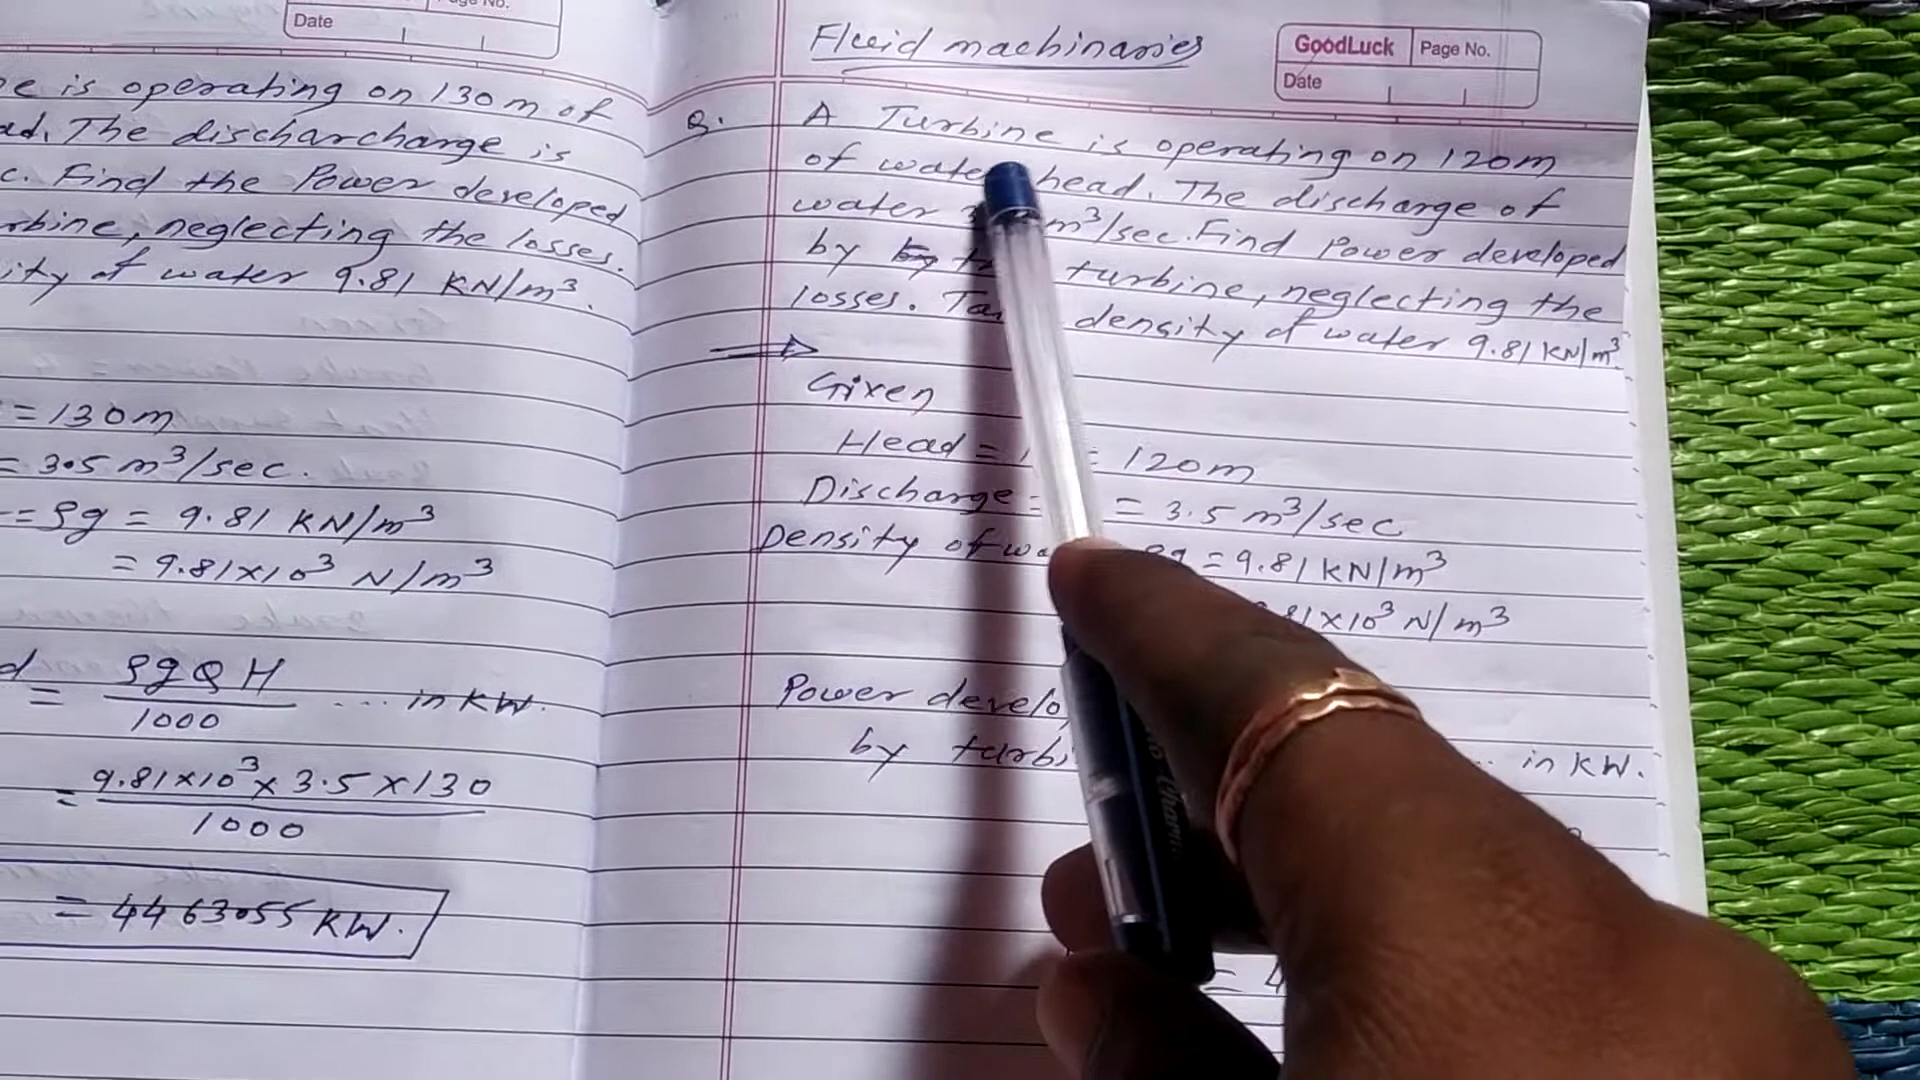 Date
e is operating on 130 m of
ad. The discharcharge is
c. Find the Power developed
rbine, neglecting the losses.
ity of water 9.81 KN/m³.
= 130m
= 3.5 m³/sec.
= ρg = 9.81 KN/m³
= 9.81×10³ N/m³
d = ρgQH / 1000 ... in KW.
= 9.81×10³ × 3.5 × 130 / 1000
= 4463055 KW.
Fluid machinaries
GoodLuck Page No.
Date
Q. A Turbine is operating on 120m
of water head. The discharge of
water m³/sec. Find Power developed
by turbine, neglecting the
losses. density of water 9.81 KN/m³
Given
Head = = 120m
Discharge = = 3.5 m³/sec
Density of = 9.81 KN/m³
81×10³ N/m³
Power develo
by turbi ... in KW.